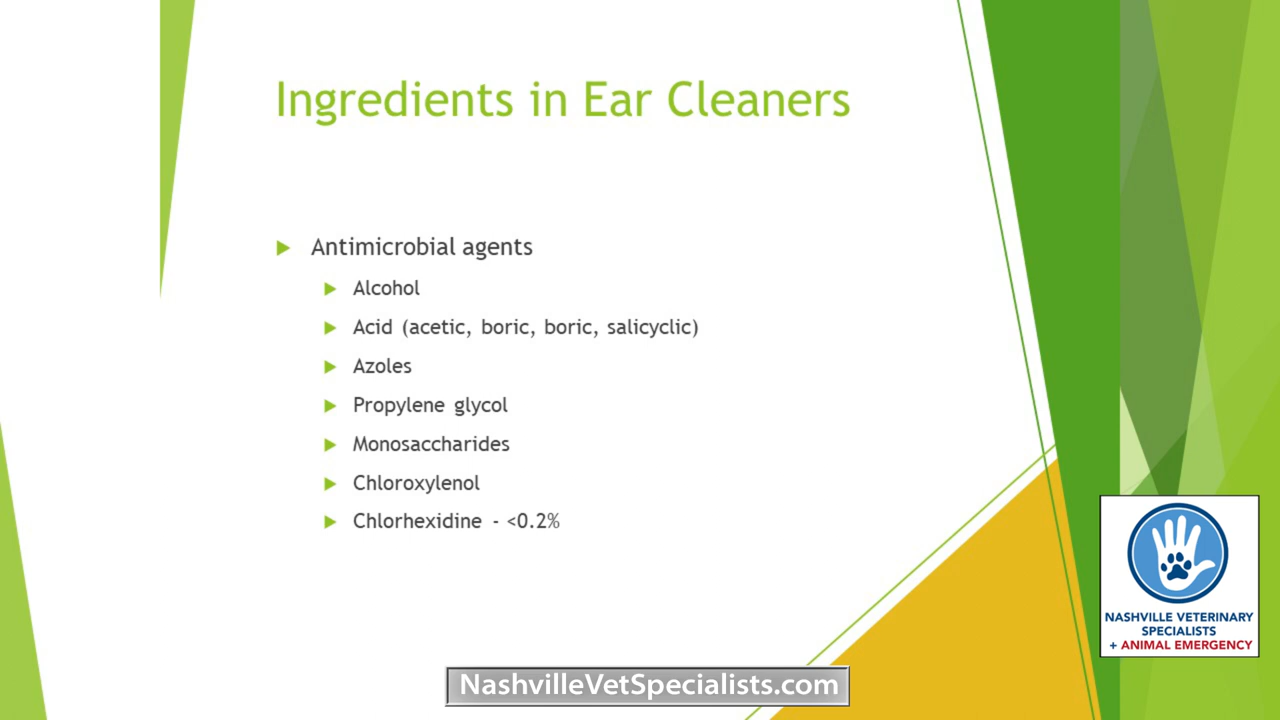 Ingredients in Ear Cleaners
Antimicrobial agents
Alcohol
Acid (acetic, boric, boric, salicyclic)
Azoles
Propylene glycol
Monosaccharides
Chloroxylenol
Chlorhexidine - <0.2%
NASHVILLE VETERINARY
SPECIALISTS
+ ANIMAL EMERGENCY
NashvilleVetSpecialists.com